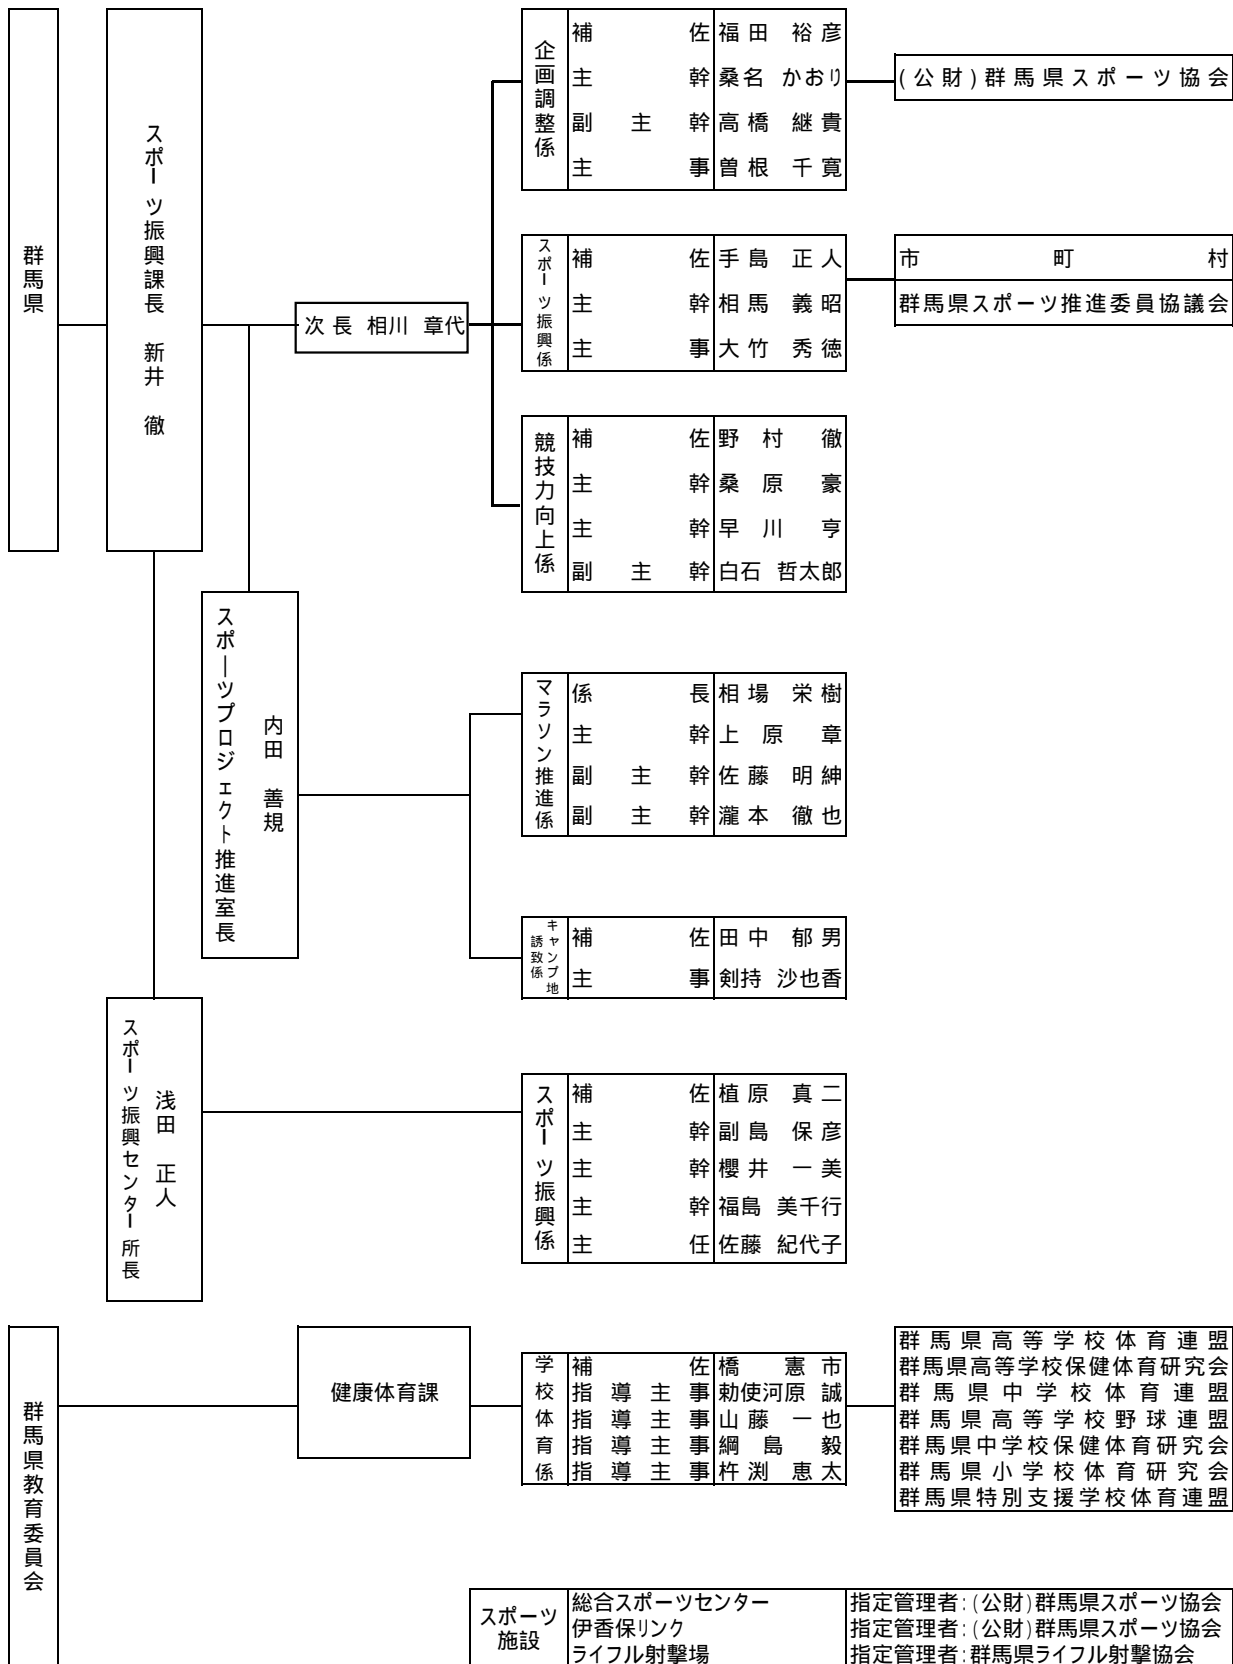 群馬県
スポーツ振興課長 新井 徹
次長 相川 章代
企画調整係
補佐 福田 裕彦
主幹 桑名 かおり
副主幹 高橋 継貴
主事 曽根 千寛
(公財)群馬県スポーツ協会
スポーツ振興係
補佐 手島 正人
主幹 相馬 義昭
主事 大竹 秀徳
市町村
群馬県スポーツ推進委員協議会
競技力向上係
補佐 野村 徹
主幹 桑原 豪
主幹 早川 亨
副主幹 白石 哲太郎
スポーツプロジェクト推進室長
内田 善規
マラソン推進係
係長 相場 栄樹
主幹 上原 章
副主幹 佐藤 明紳
副主幹 瀧本 徹也
キャンプ地
誘致係
補佐 田中 郁男
主事 剣持 沙也香
スポーツ振興センター所長
浅田 正人
スポーツ振興係
補佐 植原 真二
主幹 副島 保彦
主幹 櫻井 一美
主幹 福島 美千行
主任 佐藤 紀代子
群馬県教育委員会
健康体育課
学校体育係
補佐 橋 憲市
指導主事 勅使河原 誠
指導主事 山藤 一也
指導主事 綱島 毅
指導主事 杵渕 恵太
群馬県高等学校体育連盟
群馬県高等学校保健体育研究会
群馬県中学校体育連盟
群馬県高等学校野球連盟
群馬県中学校保健体育研究会
群馬県小学校体育研究会
群馬県特別支援学校体育連盟
スポーツ
施設
総合スポーツセンター 指定管理者:(公財)群馬県スポーツ協会
伊香保リンク 指定管理者:(公財)群馬県スポーツ協会
ライフル射撃場 指定管理者:群馬県ライフル射撃協会